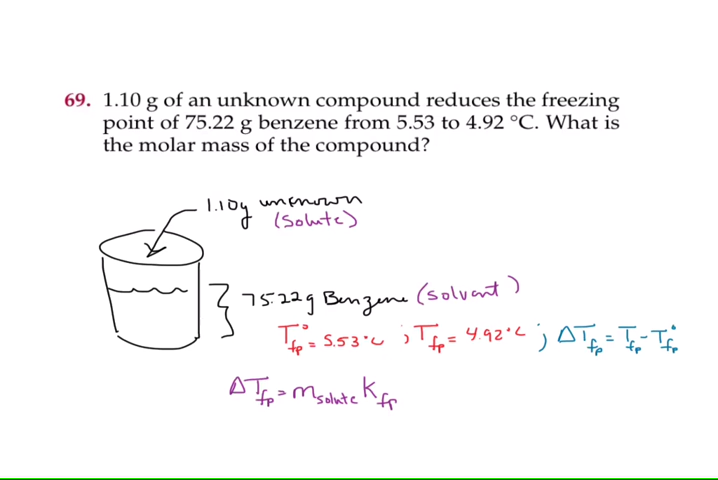 69. 1.10 g of an unknown compound reduces the freezing
point of 75.22 g benzene from 5.53 to 4.92 °C. What is
the molar mass of the compound?
1.10g unknown
(Solute)
75.22g Benzene (solvent)
T°fp = 5.53°C ; Tfp = 4.92°C ; ΔTfp = Tfp - T°fp
ΔTfp = msolute Kfp